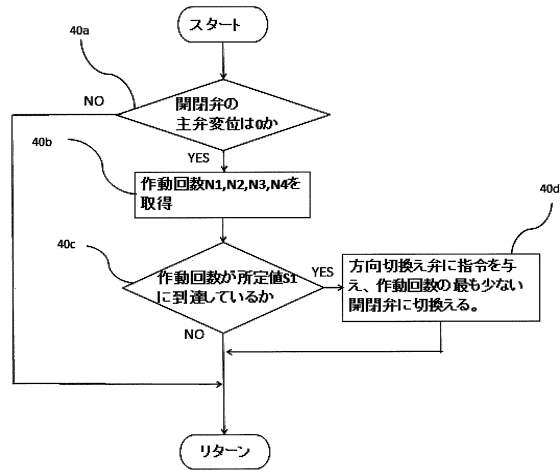 スタート
40a
NO
開閉弁の
主弁変位は0か
40b
YES
作動回数N1,N2,N3,N4を
取得
40d
40c
作動回数が所定値S1
に到達しているか
YES
方向切換え弁に指令を与
え、作動回数の最も少ない
開閉弁に切換える。
NO
リターン